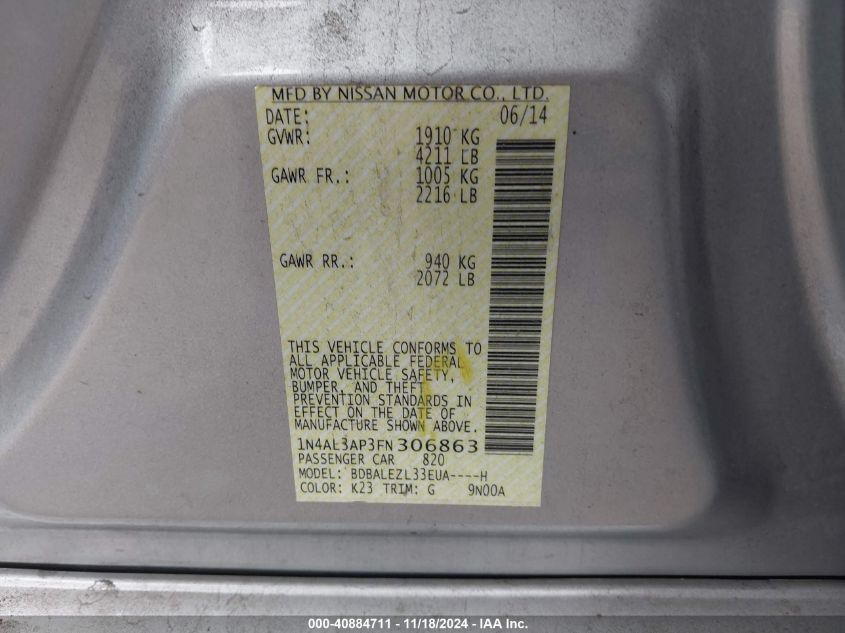 MFD BY NISSAN MOTOR CO., LTD.
DATE: 06/14
GVWR: 1910 KG
4211 LB
GAWR FR.: 1005 KG
2216 LB
GAWR RR.: 940 KG
2072 LB
THIS VEHICLE CONFORMS TO
ALL APPLICABLE FEDERAL
MOTOR VEHICLE SAFETY,
BUMPER, AND THEFT
PREVENTION STANDARDS IN
EFFECT ON THE DATE OF
MANUFACTURE SHOWN ABOVE.
1N4AL3AP3FN306863
PASSENGER CAR 820
MODEL: BDBALEZL33EUA----H
COLOR: K23 TRIM: G 9N00A
000-40884711 - 11/18/2024 - IAA Inc.